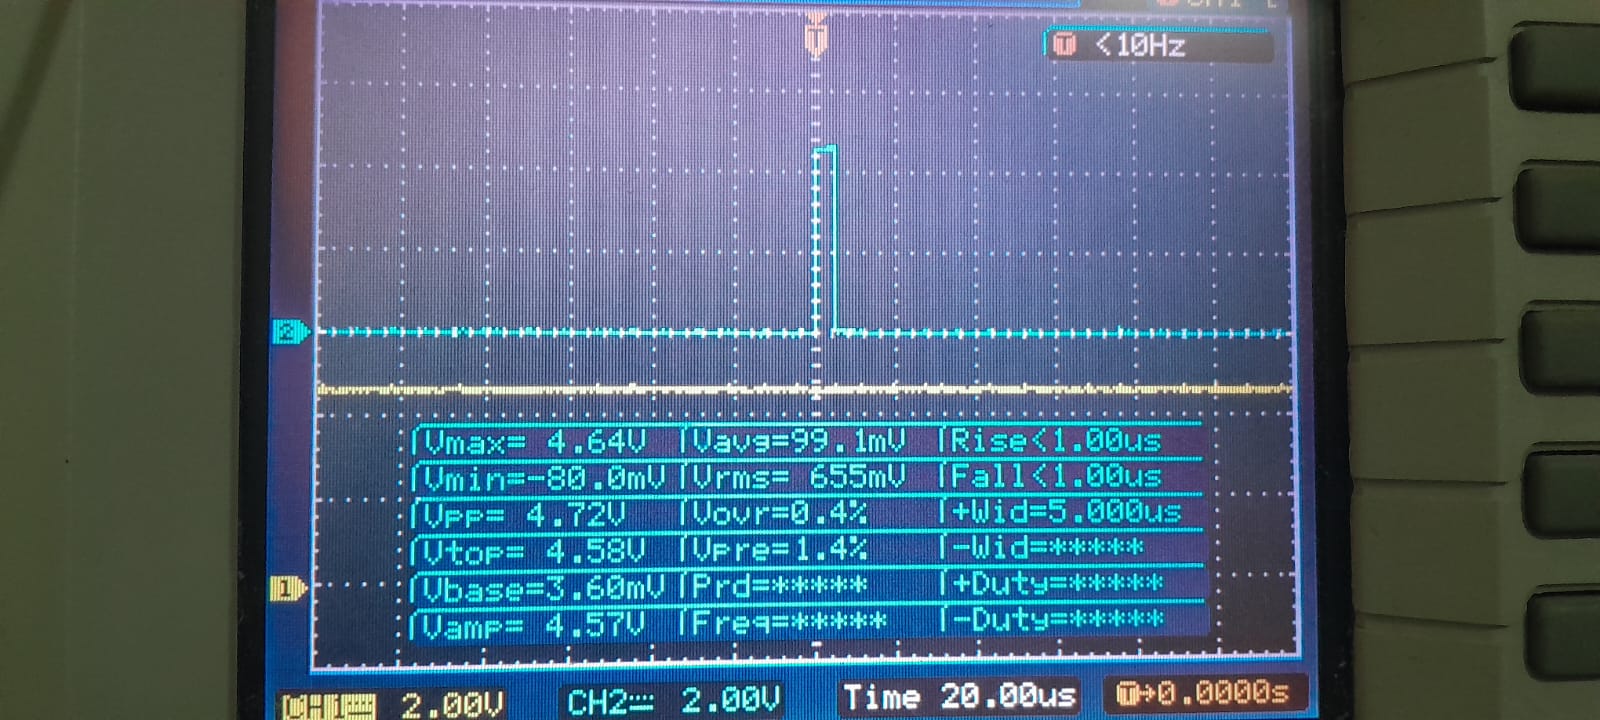 T <10Hz
T
2
Vmax= 4.64V Vavg=99.1mV Rise<1.00us
Vmin=-80.0mV Vrms= 655mV Fall<1.00us
Vpp= 4.72V Vovr=0.4% +Wid=5.000us
Vtop= 4.58V Vpre=1.4% -Wid=*****
Vbase=3.60mV Prd=***** +Duty=*****
1
Vamp= 4.57V Freq=***** -Duty=*****
CH1 2.00V CH2 2.00V Time 20.00us T→0.0000s